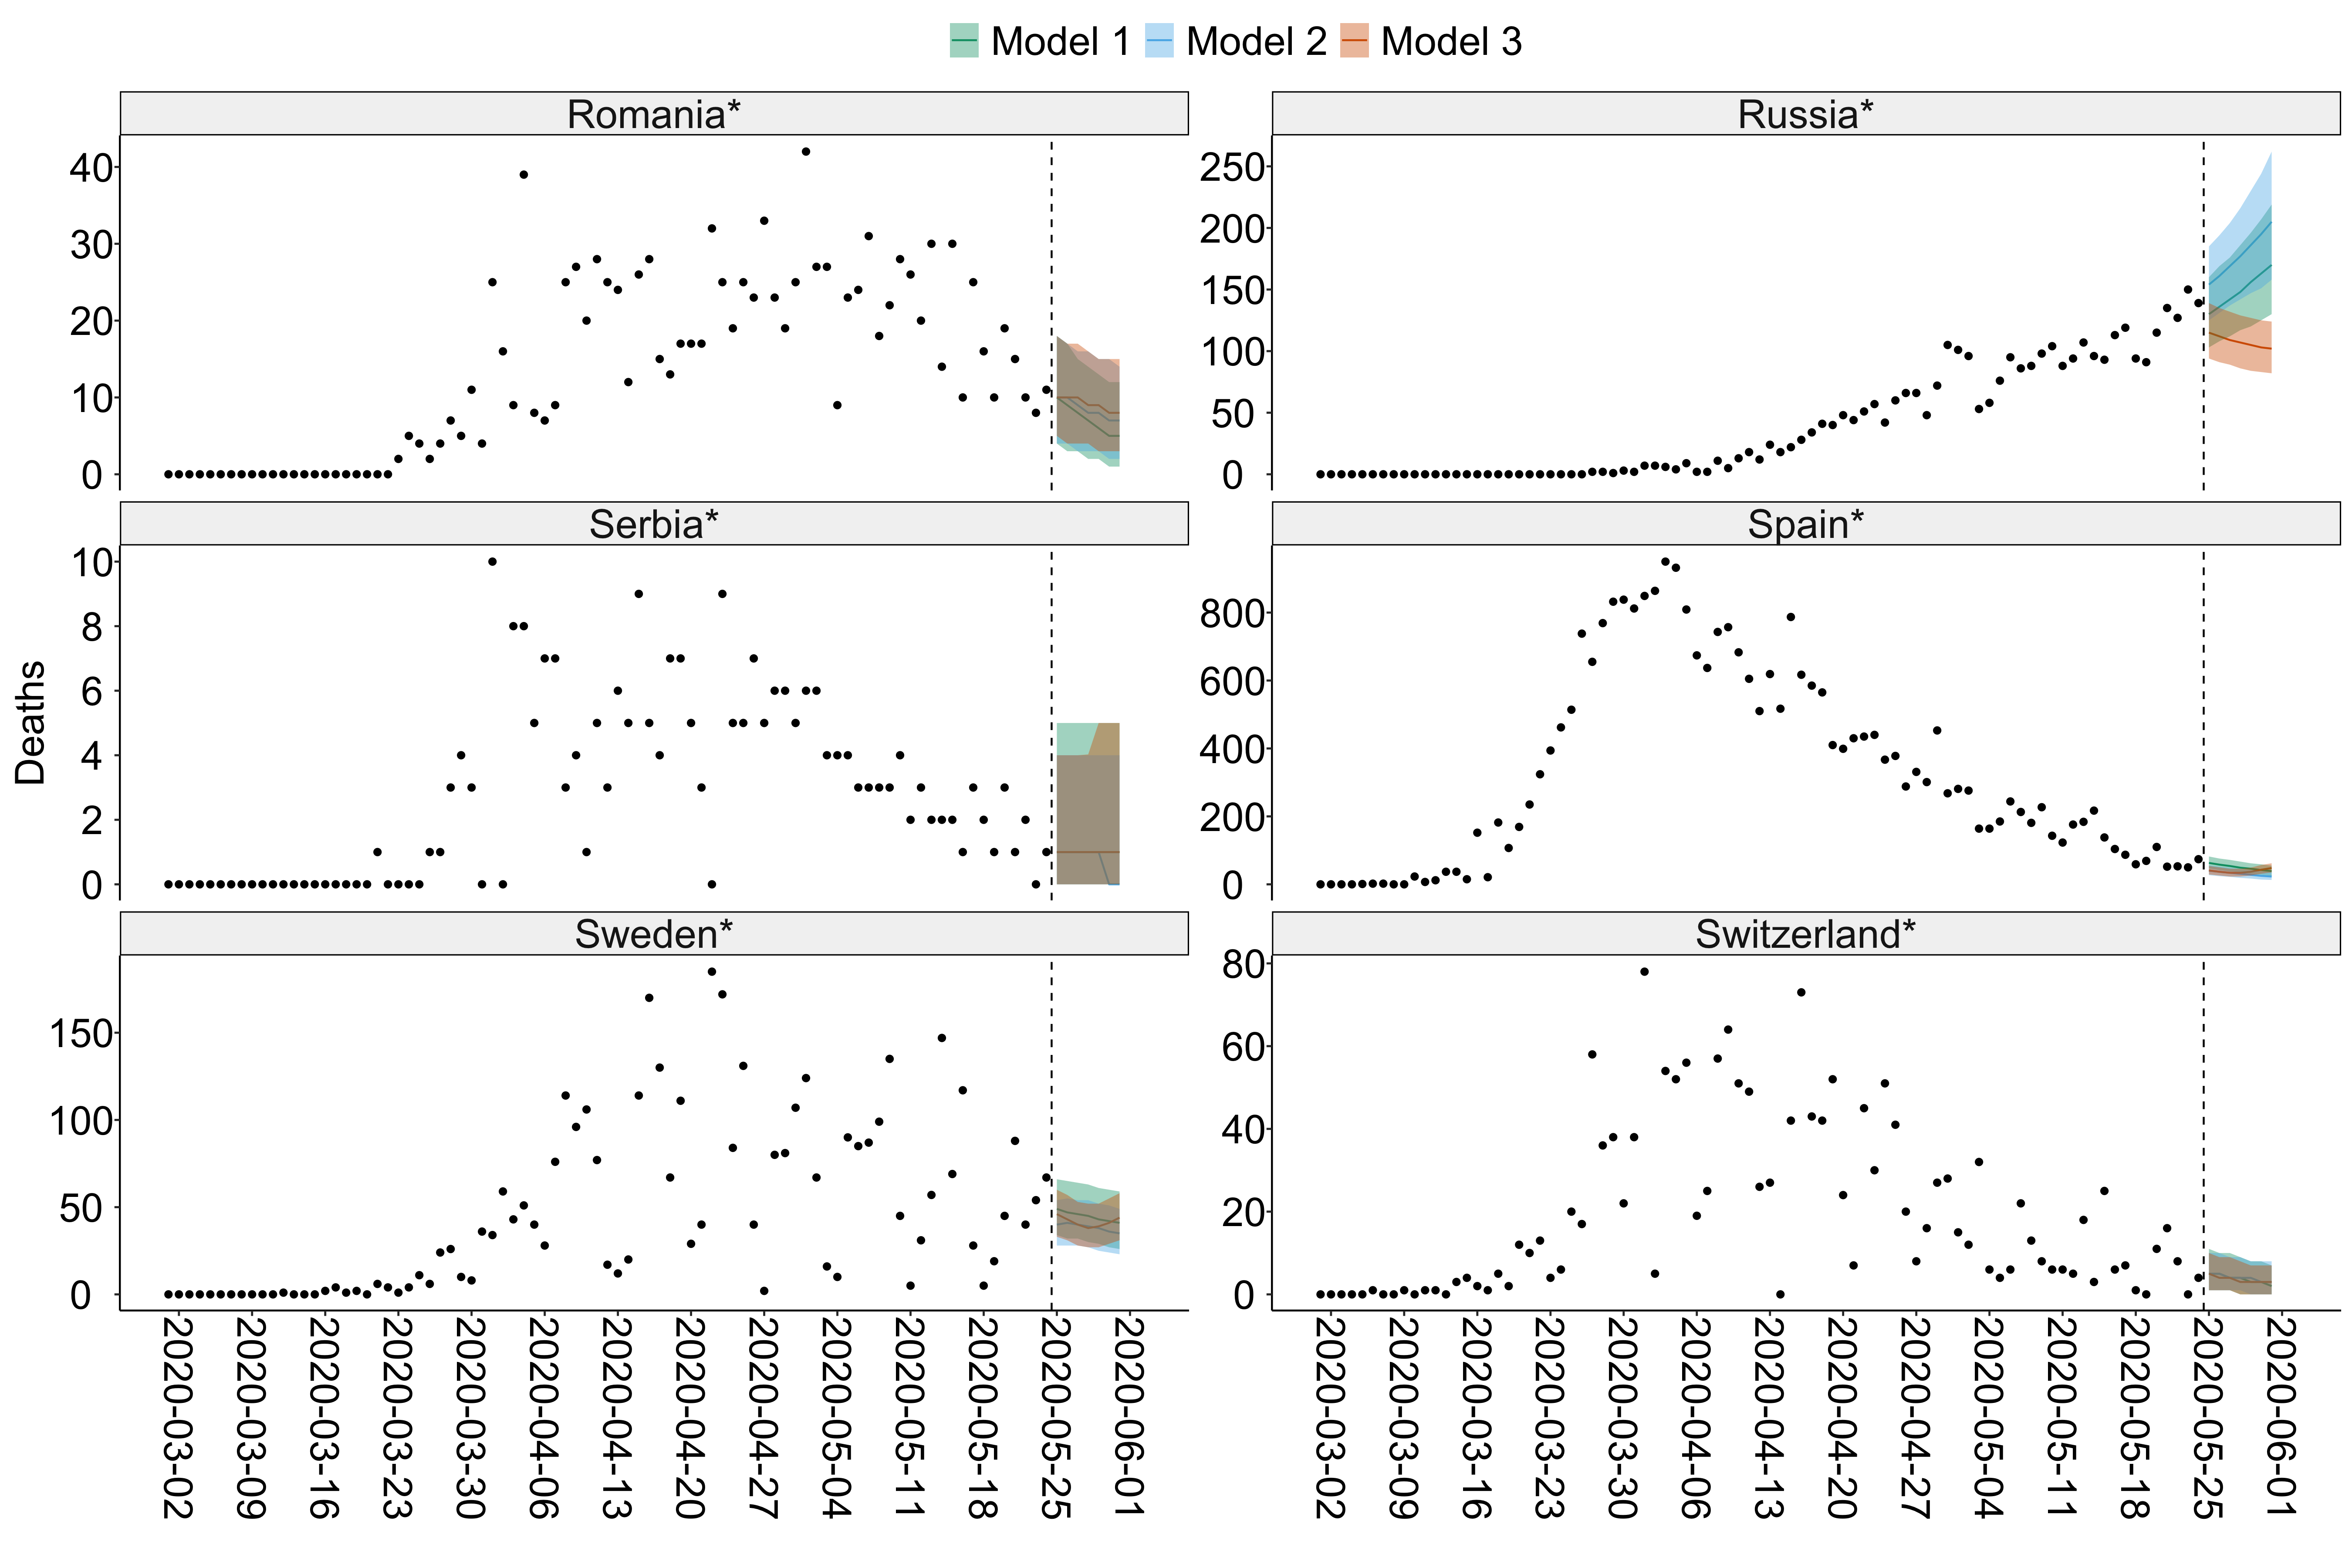 Model 1 Model 2 Model 3
Romania* Russia*
40 250
30 200
20 150
10 100
0 50
0
Serbia* Spain*
10 800
8 600
6 400
4 200
2 0
0
Deaths
Sweden* Switzerland*
150 80
100 60
50 40
0 20
0
2020-03-02 2020-03-09 2020-03-16 2020-03-23 2020-03-30 2020-04-06 2020-04-13 2020-04-20 2020-04-27 2020-05-04 2020-05-11 2020-05-18 2020-05-25 2020-06-01
2020-03-02 2020-03-09 2020-03-16 2020-03-23 2020-03-30 2020-04-06 2020-04-13 2020-04-20 2020-04-27 2020-05-04 2020-05-11 2020-05-18 2020-05-25 2020-06-01